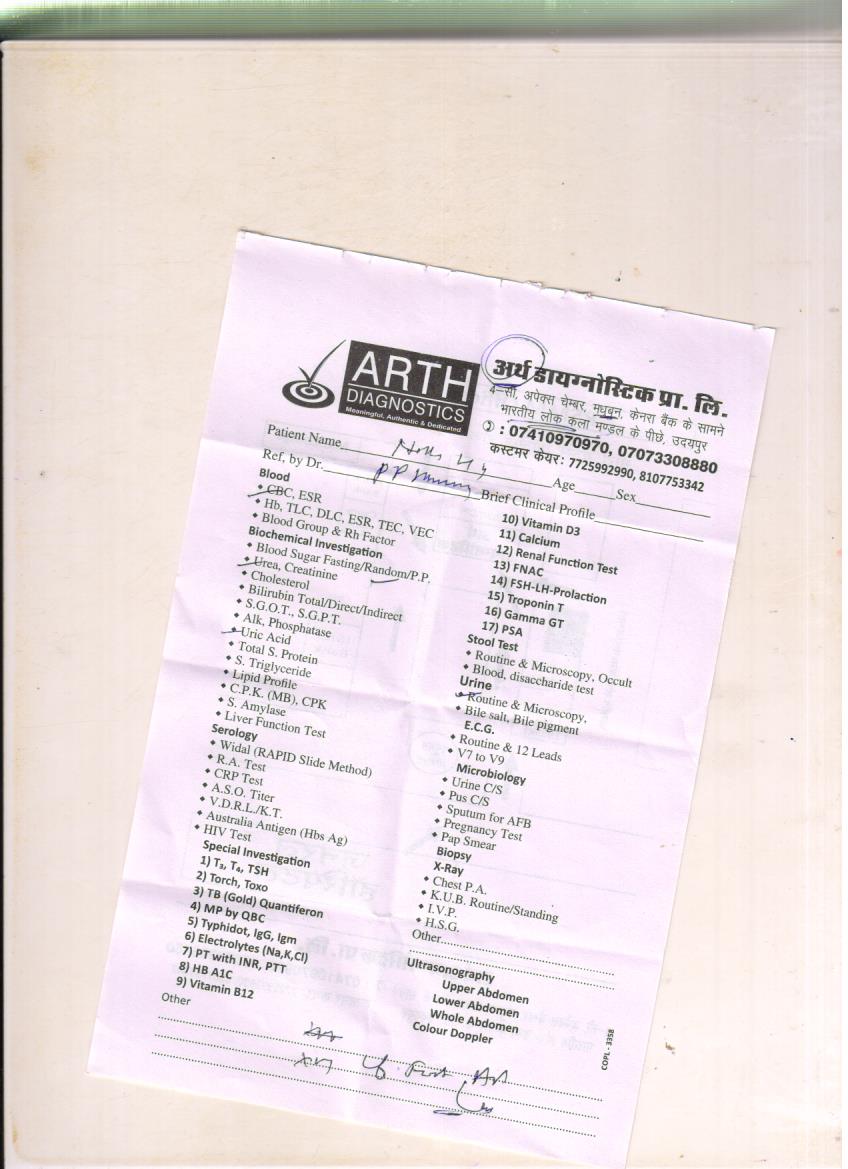 ARTH
DIAGNOSTICS
Meaningful, Authentic & Dedicated
अर्थ डायग्नोस्टिक प्रा. लि.
4–सी, अपेक्स चेम्बर, मधुबन, केनरा बैंक के सामने
भारतीय लोक कला मण्डल के पीछे, उदयपुर
: 07410970970, 07073308880
कस्टमर केयर: 7725992990, 8107753342
Patient Name
Age Sex
Ref, by Dr.
Brief Clinical Profile
Blood
CBC, ESR
Hb, TLC, DLC, ESR, TEC, VEC
Blood Group & Rh Factor
Biochemical Investigation
Blood Sugar Fasting/Random/P.P.
Urea, Creatinine
Cholesterol
Bilirubin Total/Direct/Indirect
S.G.O.T., S.G.P.T.
Alk, Phosphatase
Uric Acid
Total S. Protein
S. Triglyceride
Lipid Profile
C.P.K. (MB), CPK
S. Amylase
Liver Function Test
Serology
Widal (RAPID Slide Method)
R.A. Test
CRP Test
A.S.O. Titer
V.D.R.L./K.T.
Australia Antigen (Hbs Ag)
HIV Test
Special Investigation
1) T₃, T₄, TSH
2) Torch, Toxo
3) TB (Gold) Quantiferon
4) MP by QBC
5) Typhidot, IgG, Igm
6) Electrolytes (Na,K,Cl)
7) PT with INR, PTT
8) HB A1C
9) Vitamin B12
Other
10) Vitamin D3
11) Calcium
12) Renal Function Test
13) FNAC
14) FSH-LH-Prolaction
15) Troponin T
16) Gamma GT
17) PSA
Stool Test
Routine & Microscopy, Occult
Blood, disaccharide test
Urine
Routine & Microscopy,
Bile salt, Bile pigment
E.C.G.
Routine & 12 Leads
V7 to V9
Microbiology
Urine C/S
Pus C/S
Sputum for AFB
Pregnancy Test
Pap Smear
Biopsy
X-Ray
Chest P.A.
K.U.B. Routine/Standing
I.V.P.
H.S.G.
Other
Ultrasonography
Upper Abdomen
Lower Abdomen
Whole Abdomen
Colour Doppler
COPL - 3358